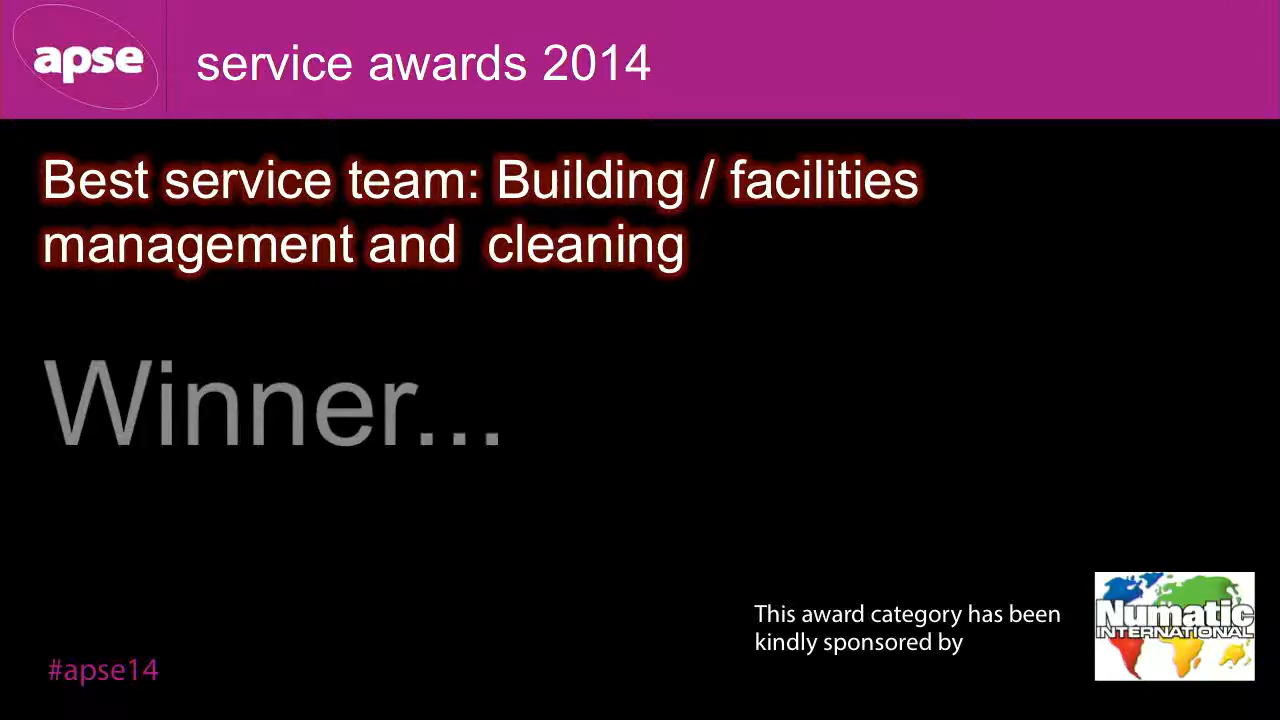 apse
service awards 2014
Best service team: Building / facilities
management and  cleaning
Winner...
This award category has been
kindly sponsored by
Numatic
INTERNATIONAL
#apse14